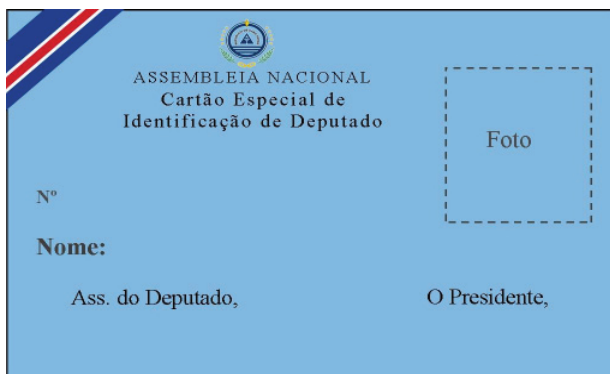 ASSEMBLEIA NACIONAL
Cartão Especial de
Identificação de Deputado
Foto
Nº
Nome:
Ass. do Deputado,
O Presidente,